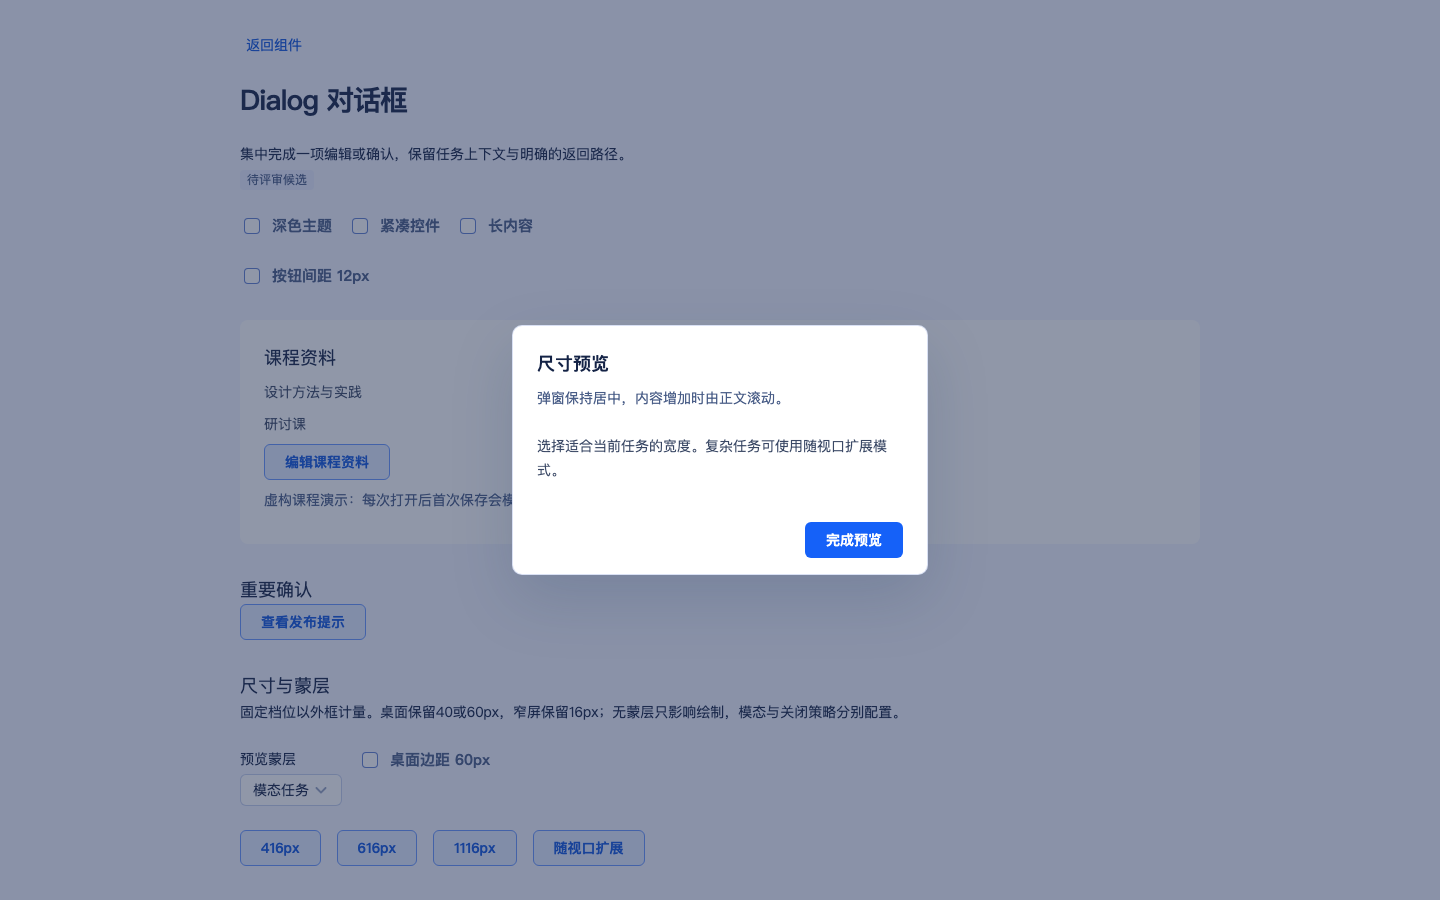 返回组件
Dialog 对话框
集中完成一项编辑或确认，保留任务上下文与明确的返回路径。
待评审候选
深色主题
紧凑控件
长内容
按钮间距 12px
课程资料
设计方法与实践
研讨课
编辑课程资料
虚构课程演示：每次打开后首次保存会
尺寸预览
弹窗保持居中，内容增加时由正文滚动。
选择适合当前任务的宽度。复杂任务可使用随视口扩展模
式。
完成预览
重要确认
查看发布提示
尺寸与蒙层
固定档位以外框计量。桌面保留40或60px，窄屏保留16px；无蒙层只影响绘制，模态与关闭策略分别配置。
预览蒙层
桌面边距 60px
模态任务
416px
616px
1116px
随视口扩展